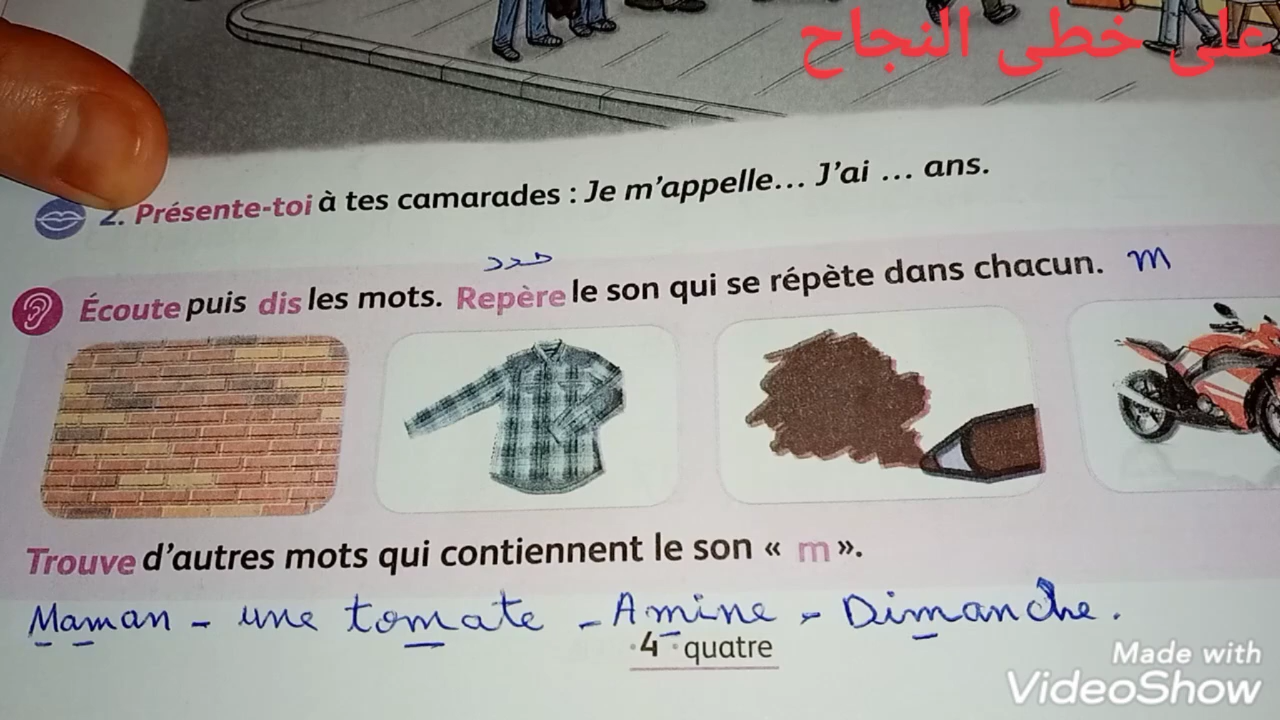 على خطى النجاح
2. Présente-toi à tes camarades : Je m'appelle... J'ai ... ans.
حدد
Écoute puis dis les mots. Repère le son qui se répète dans chacun. m
Trouve d'autres mots qui contiennent le son « m ».
Maman - une tomate - Amine - Dimanche.
4 quatre
Made with
VideoShow